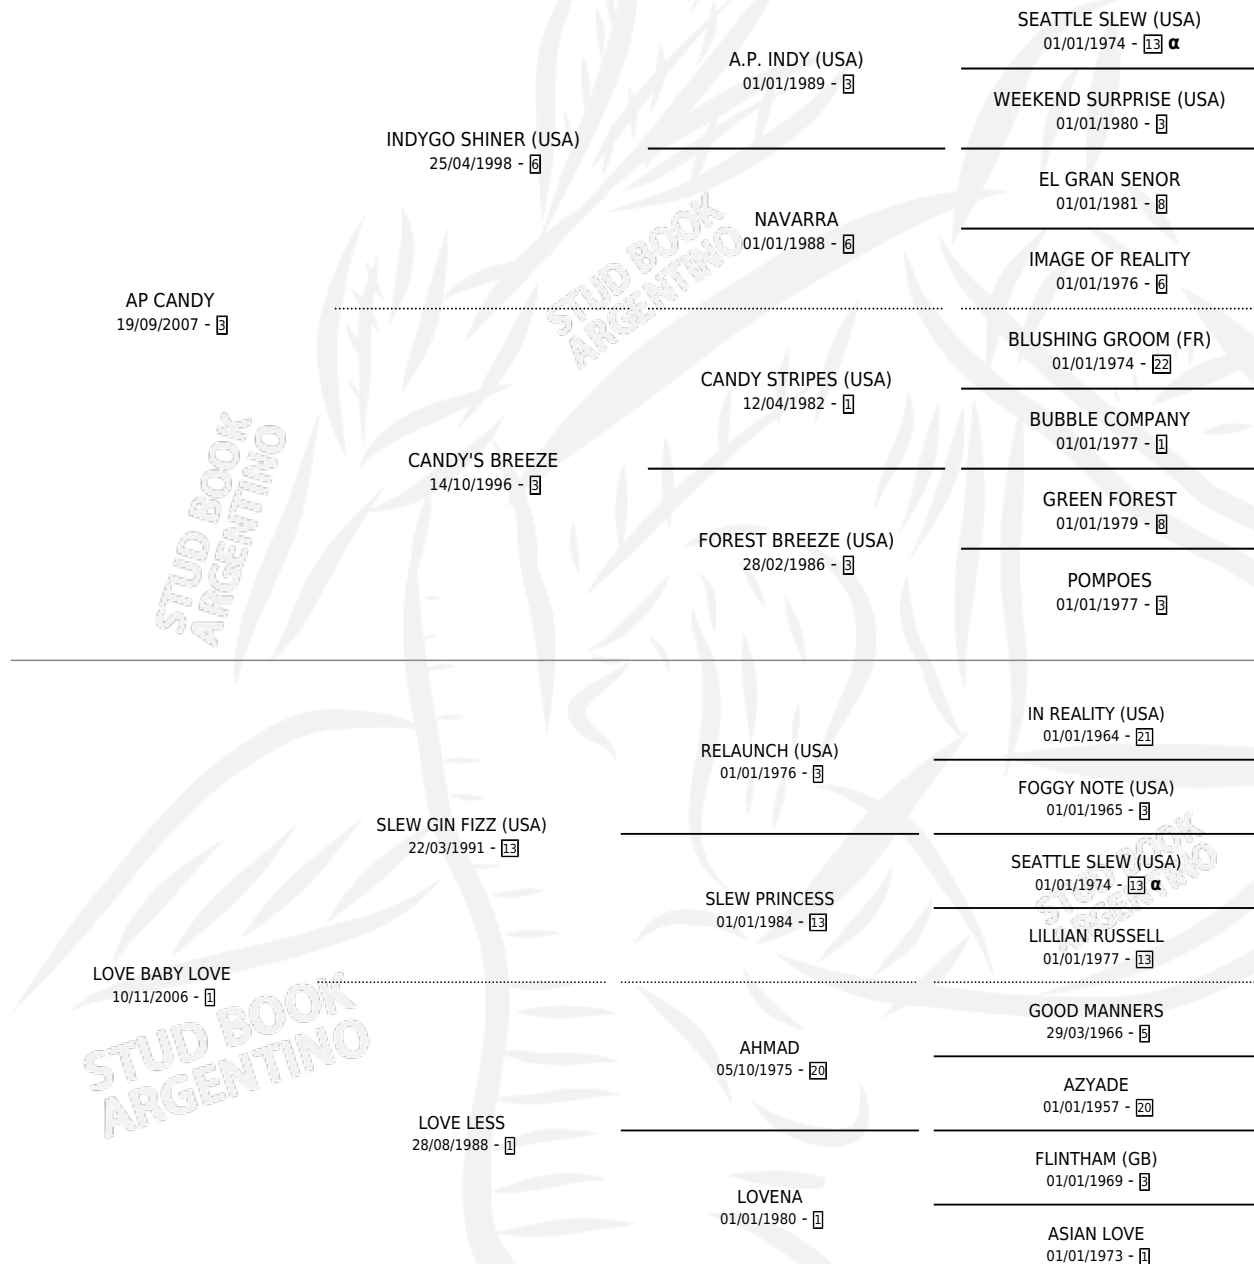 SEATTLE SLEW (USA)
01/01/1974 - 13 α
A.P. INDY (USA)
01/01/1989 - 3
WEEKEND SURPRISE (USA)
01/01/1980 - 3
INDYGO SHINER (USA)
25/04/1998 - 6
EL GRAN SENOR
01/01/1981 - 8
NAVARRA
01/01/1988 - 6
IMAGE OF REALITY
01/01/1976 - 6
AP CANDY
19/09/2007 - 3
BLUSHING GROOM (FR)
01/01/1974 - 22
CANDY STRIPES (USA)
12/04/1982 - 1
BUBBLE COMPANY
01/01/1977 - 1
CANDY'S BREEZE
14/10/1996 - 3
GREEN FOREST
01/01/1979 - 8
FOREST BREEZE (USA)
28/02/1986 - 3
POMPOES
01/01/1977 - 3
IN REALITY (USA)
01/01/1964 - 21
RELAUNCH (USA)
01/01/1976 - 3
FOGGY NOTE (USA)
01/01/1965 - 3
SLEW GIN FIZZ (USA)
22/03/1991 - 13
SEATTLE SLEW (USA)
01/01/1974 - 13 α
SLEW PRINCESS
01/01/1984 - 13
LILLIAN RUSSELL
01/01/1977 - 13
LOVE BABY LOVE
10/11/2006 - 1
GOOD MANNERS
29/03/1966 - 5
AHMAD
05/10/1975 - 20
AZYADE
01/01/1957 - 20
LOVE LESS
28/08/1988 - 1
FLINTHAM (GB)
01/01/1969 - 3
LOVENA
01/01/1980 - 1
ASIAN LOVE
01/01/1973 - 1
STUD BOOK
ARGENTINO
STUD BOOK
ARGENTINO
STUD BOOK
ARGENTINO
STUD BOOK
ARGENTINO